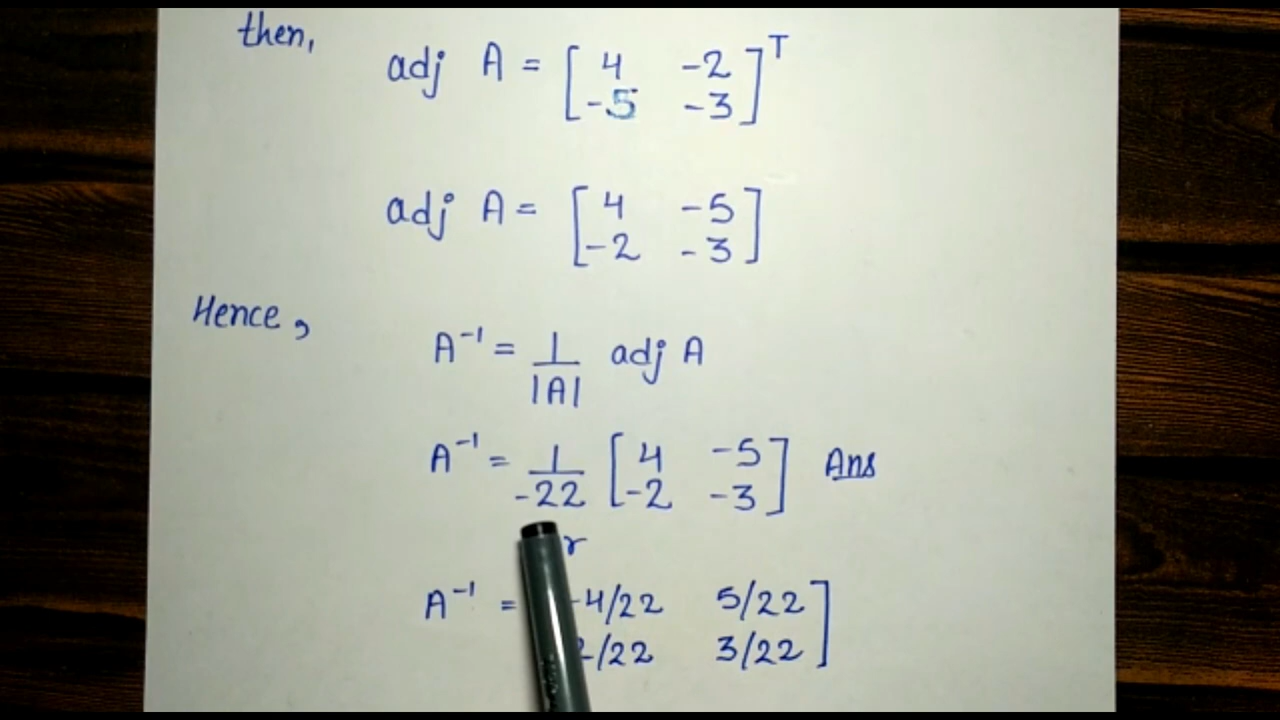 then,
adj A = [ 4 -2 ]ᵀ
[ -5 -3 ]
adj A = [ 4 -5 ]
[ -2 -3 ]
Hence,
A⁻¹ = 1/|A| adj A
A⁻¹ = 1/-22 [ 4 -5 ] Ans
[ -2 -3 ]
A⁻¹ = -4/22 5/22 ]
/22 3/22 ]